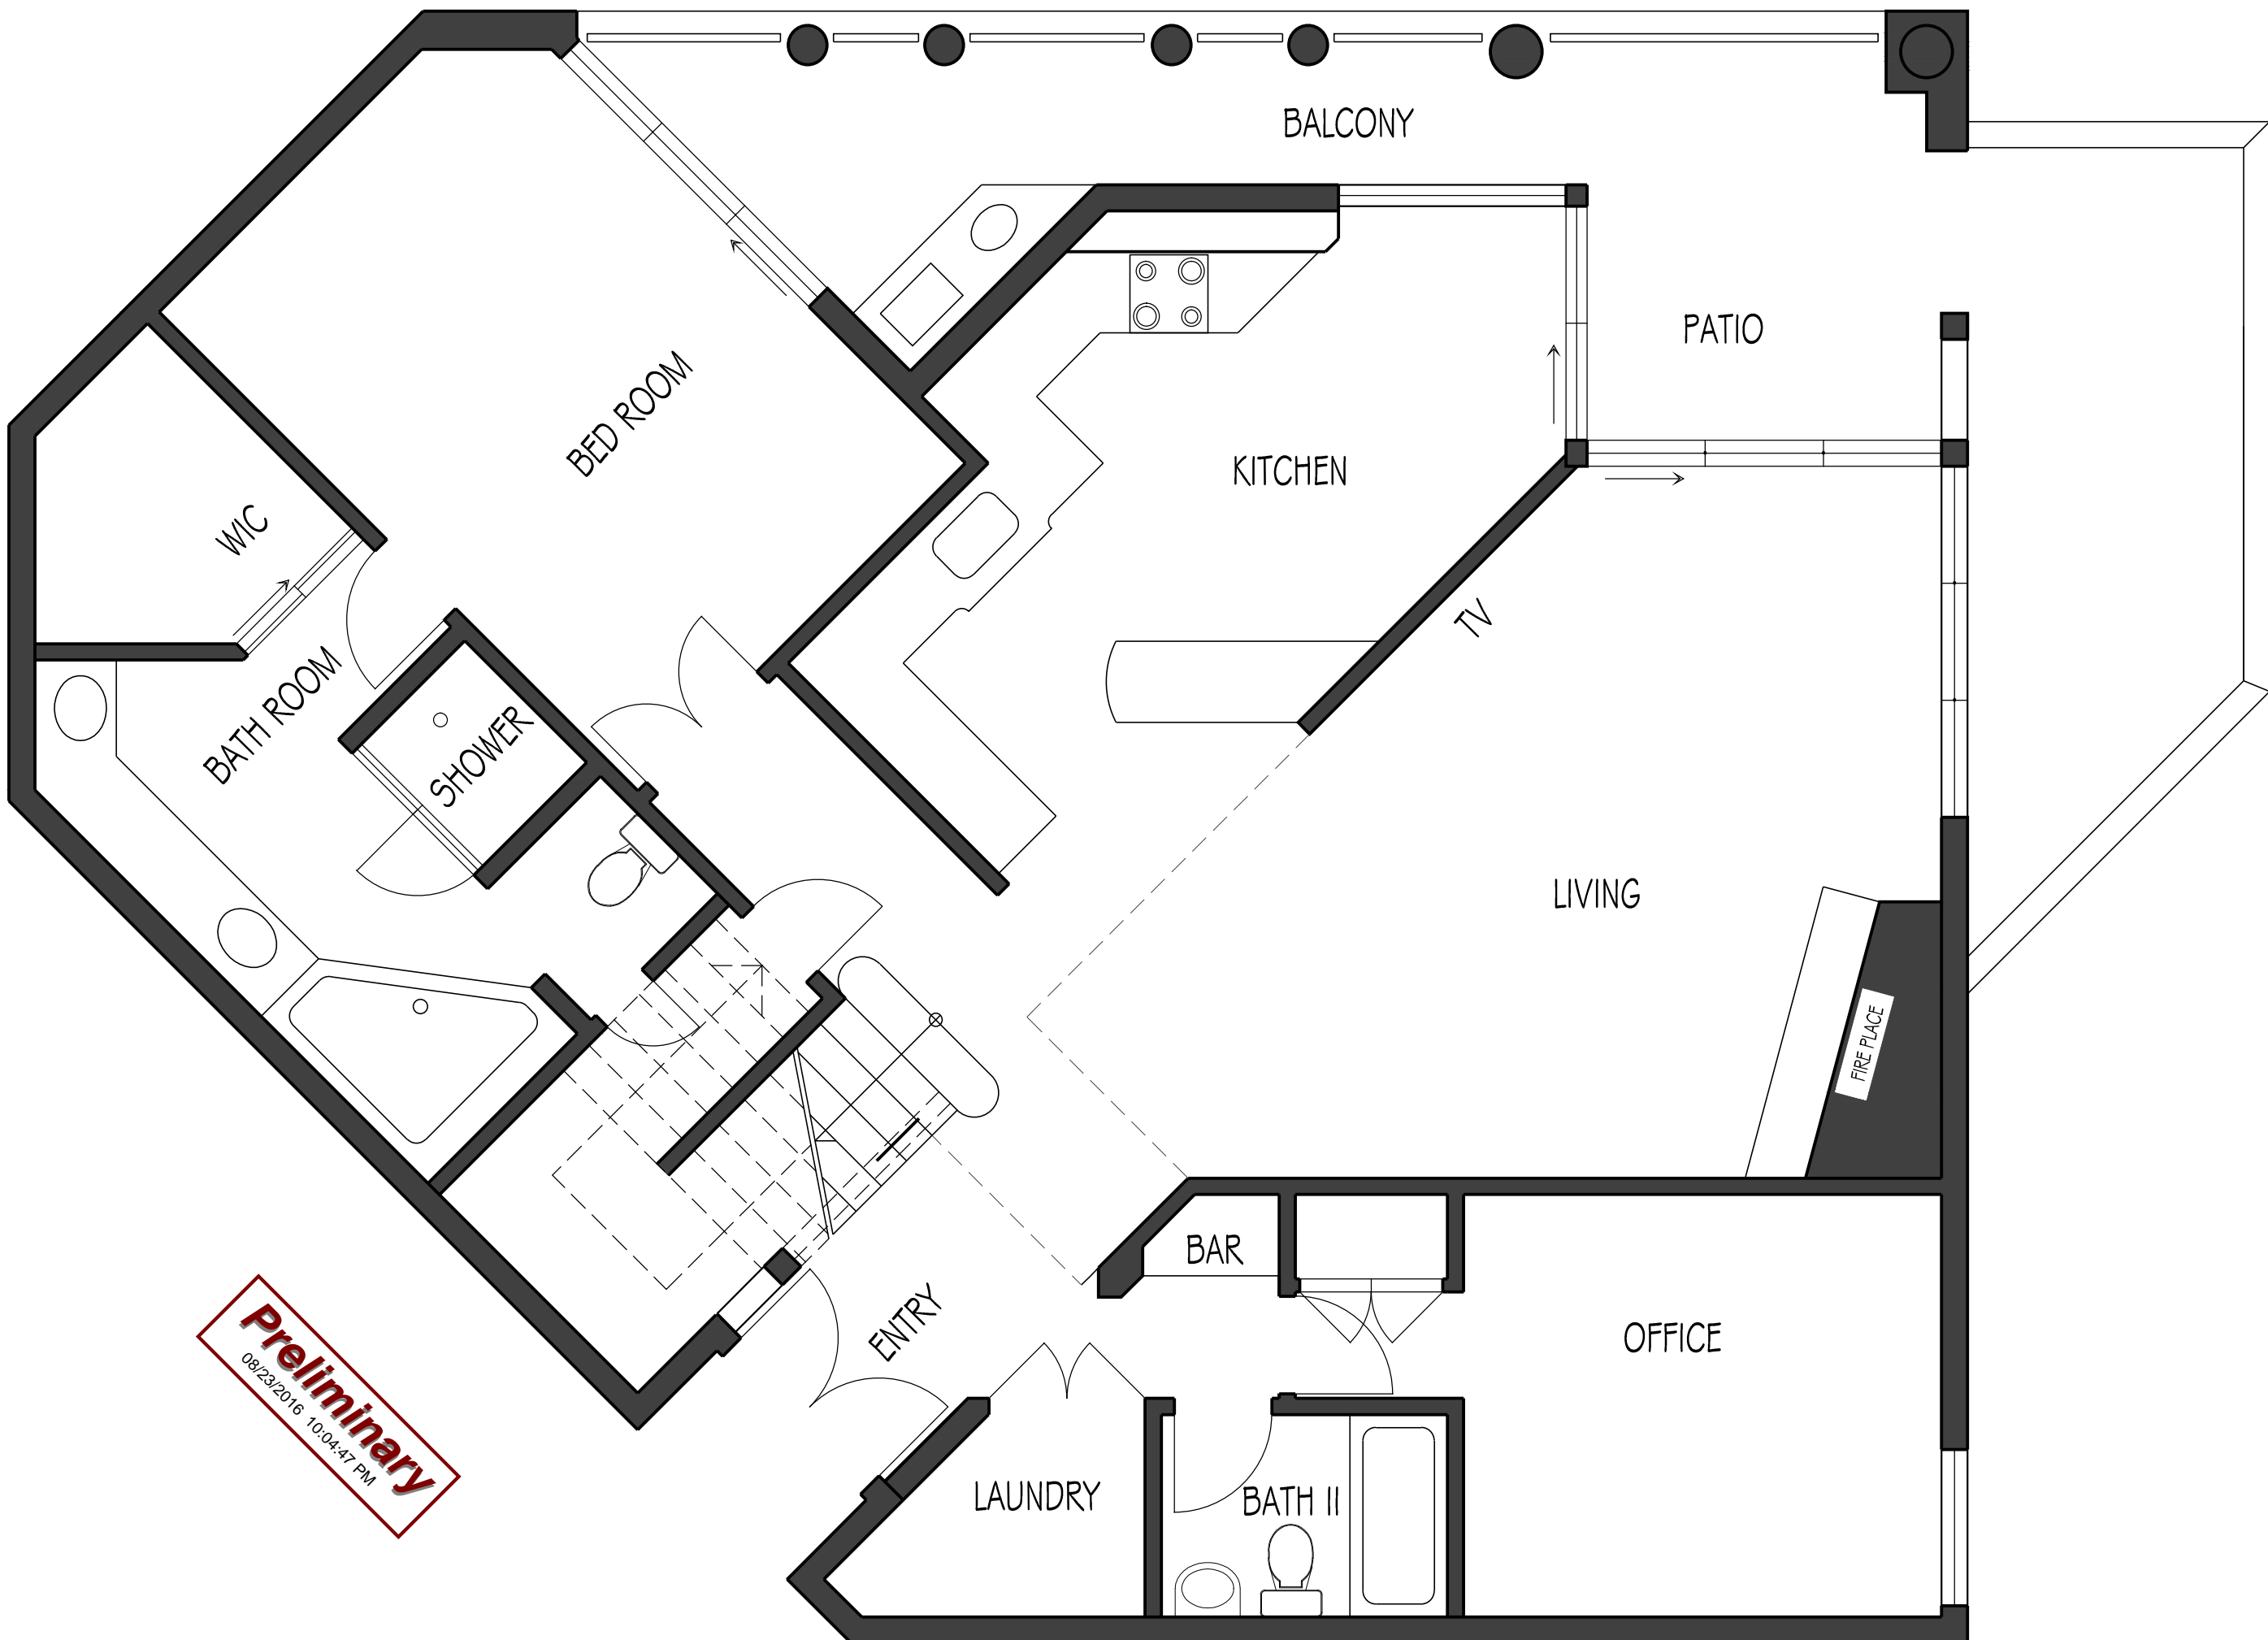 BALCONY
PATIO
BED ROOM
KITCHEN
WIC
TV
BATH ROOM
SHOWER
LIVING
FIRE PLACE
BAR
ENTRY
OFFICE
LAUNDRY
BATH II
Preliminary
08/23/2016 10:04:47 PM